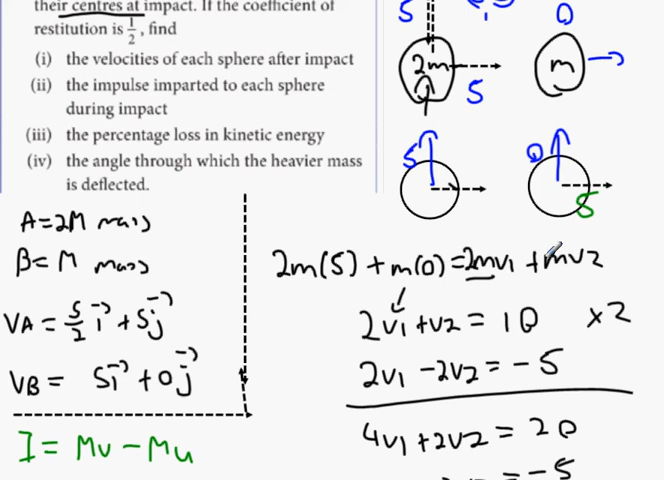 their centres at impact. If the coefficient of
restitution is 1/2, find
(i) the velocities of each sphere after impact
(ii) the impulse imparted to each sphere
during impact
(iii) the percentage loss in kinetic energy
(iv) the angle through which the heavier mass
is deflected.
5
0
2m
m
5
5
0
5
A=2M mass
B=M mass
VA = 5/2 i + 5j
VB = 5i + 0j
I = Mv - Mu
2m(5) + m(0) = 2mv1 + mv2
2v1 + v2 = 10 x2
2v1 - 2v2 = -5
4v1 + 2v2 = 20
= -5